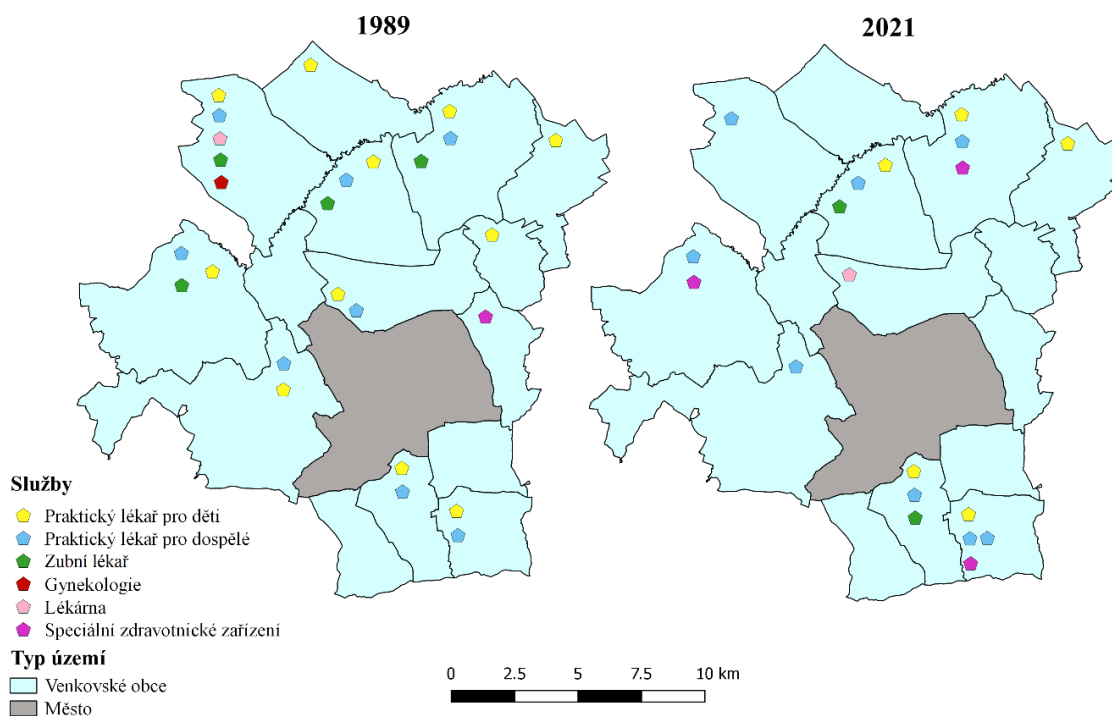 1989
2021
Služby
Praktický lékař pro děti
Praktický lékař pro dospělé
Zubní lékař
Gynekologie
Lékárna
Speciální zdravotnické zařízení
Typ území
Venkovské obce
Město
0 2.5 5 7.5 10 km